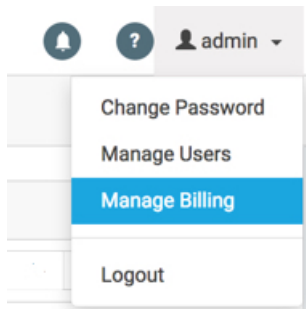 ? admin
Change Password
Manage Users
Manage Billing
Logout